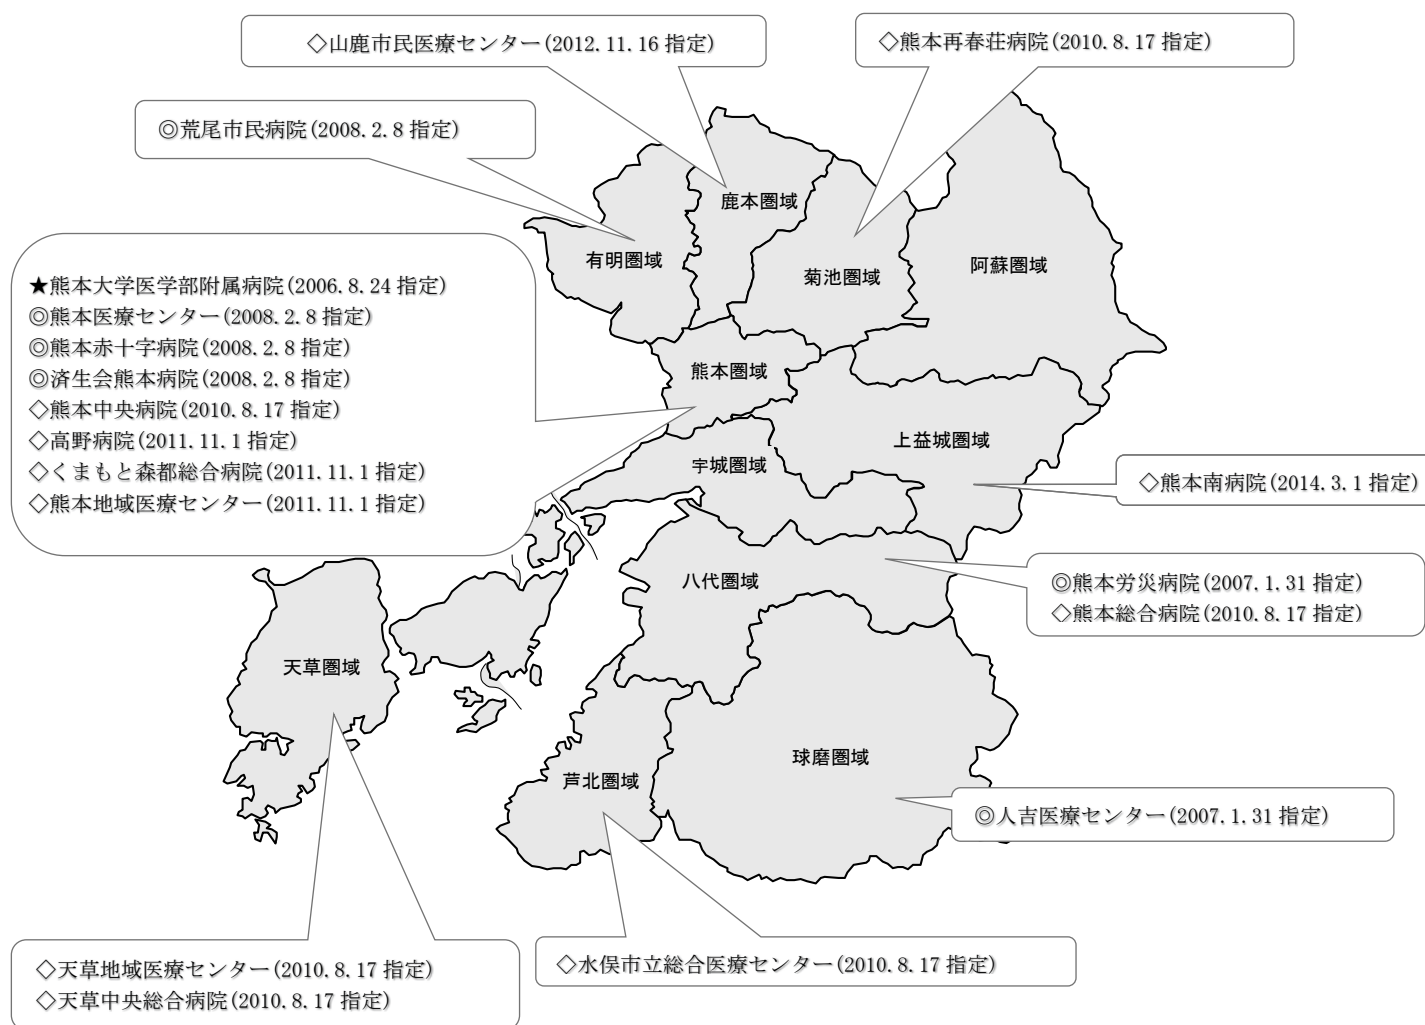 ◇山鹿市民医療センター(2012.11.16 指定)
◇熊本再春荘病院(2010.8.17 指定)
◎荒尾市民病院(2008.2.8 指定)
鹿本圏域
有明圏域
菊池圏域
阿蘇圏域
★熊本大学医学部附属病院(2006.8.24 指定)
◎熊本医療センター(2008.2.8 指定)
◎熊本赤十字病院(2008.2.8 指定)
◎済生会熊本病院(2008.2.8 指定)
◇熊本中央病院(2010.8.17 指定)
◇高野病院(2011.11.1 指定)
◇くまもと森都総合病院(2011.11.1 指定)
◇熊本地域医療センター(2011.11.1 指定)
熊本圏域
上益城圏域
宇城圏域
◇熊本南病院(2014.3.1 指定)
八代圏域
◎熊本労災病院(2007.1.31 指定)
◇熊本総合病院(2010.8.17 指定)
天草圏域
球磨圏域
芦北圏域
◎人吉医療センター(2007.1.31 指定)
◇天草地域医療センター(2010.8.17 指定)
◇天草中央総合病院(2010.8.17 指定)
◇水俣市立総合医療センター(2010.8.17 指定)